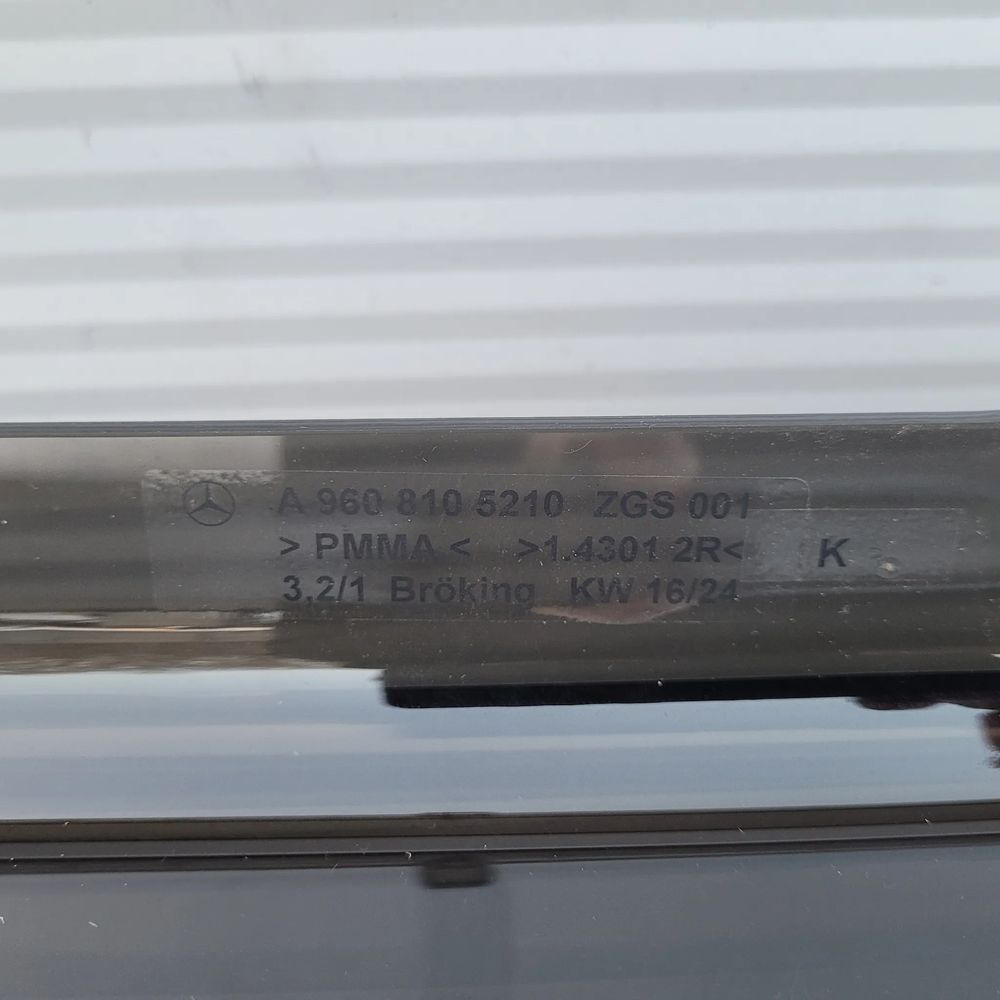 A 960 810 5210 ZGS 001
> PMMA < >1.4301 2R<
K
3,2/1 Bröking KW 16/24